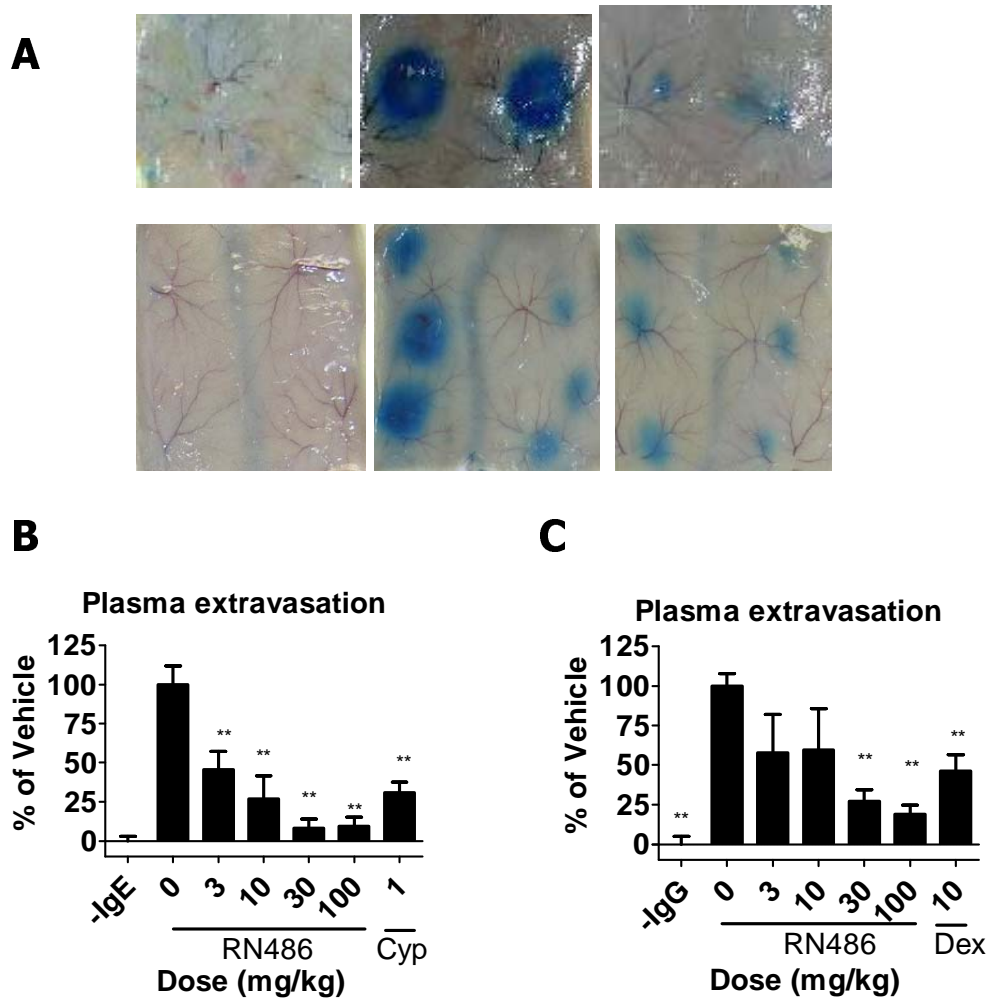 A
B
Plasma extravasation
% of Vehicle
125
100
75
50
25
0
**
**
**
**
**
-IgE
0
3
10
30
100
1
RN486
Cyp
Dose (mg/kg)
C
Plasma extravasation
% of Vehicle
125
100
75
50
25
0
**
**
**
**
-IgG
0
3
10
30
100
10
RN486
Dex
Dose (mg/kg)